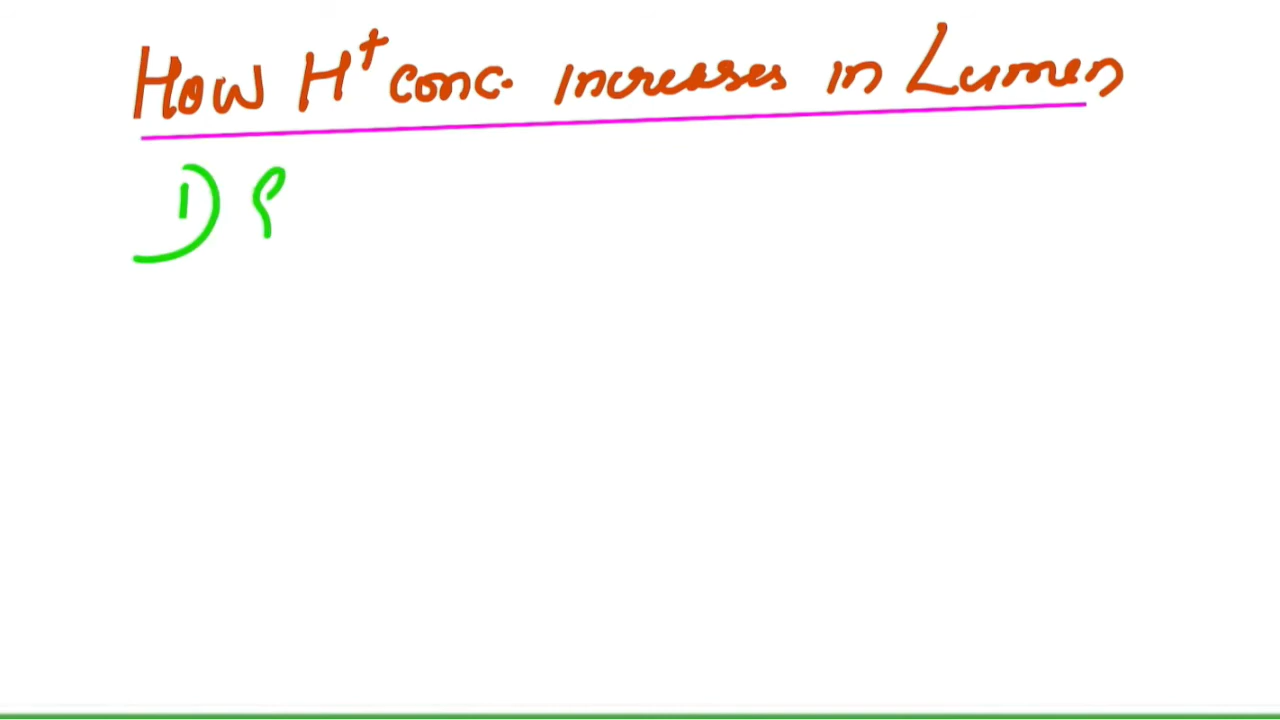 How H⁺ conc. increases in Lumen
1) P